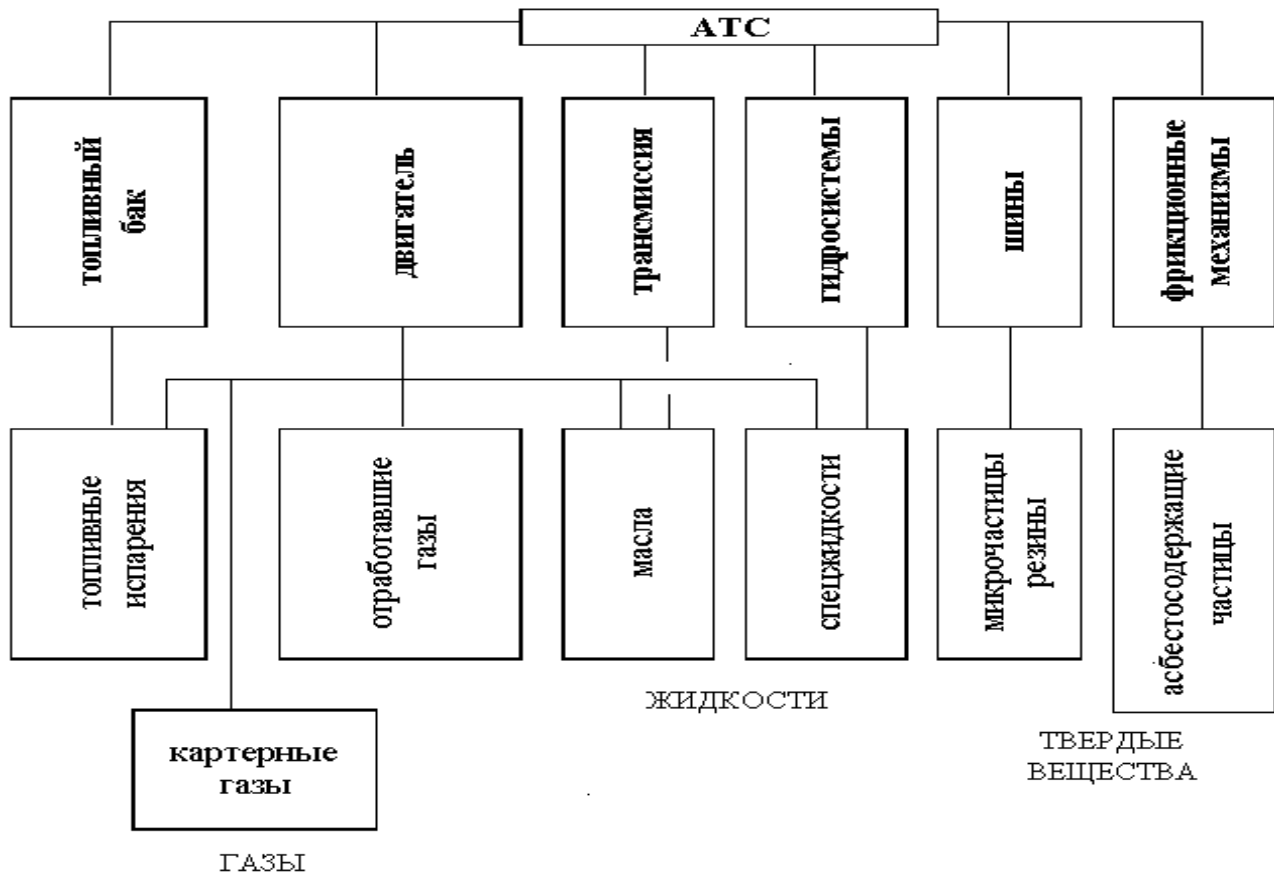 АТС
топливный
бак
двигатель
трансмиссия
гидросистемы
шины
фрикционные
механизмы
топливные
испарения
отработавшие
газы
масла
спецжидкости
микрочастицы
резины
асбестосодержащие
частицы
ЖИДКОСТИ
картерные
газы
ТВЕРДЫЕ
ВЕЩЕСТВА
ГАЗЫ